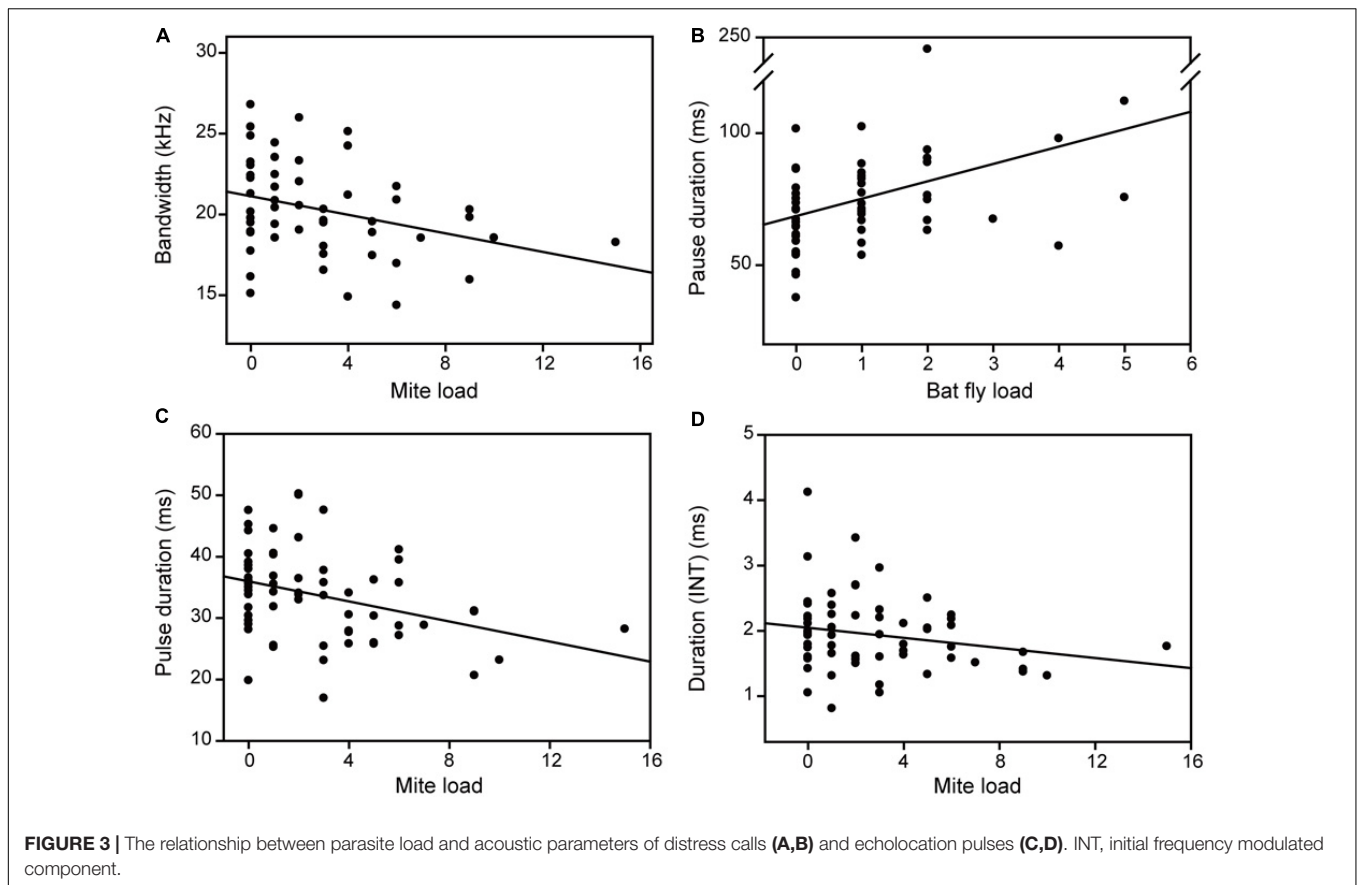 A
30
25
20
15
Bandwidth (kHz)
0 4 8 12 16
Mite load
B
250
100
50
Pause duration (ms)
0 1 2 3 4 5 6
Bat fly load
C
60
50
40
30
20
10
Pulse duration (ms)
0 4 8 12 16
Mite load
D
5
4
3
2
1
Duration (INT) (ms)
0 4 8 12 16
Mite load
FIGURE 3 | The relationship between parasite load and acoustic parameters of distress calls (A,B) and echolocation pulses (C,D). INT, initial frequency modulated
component.